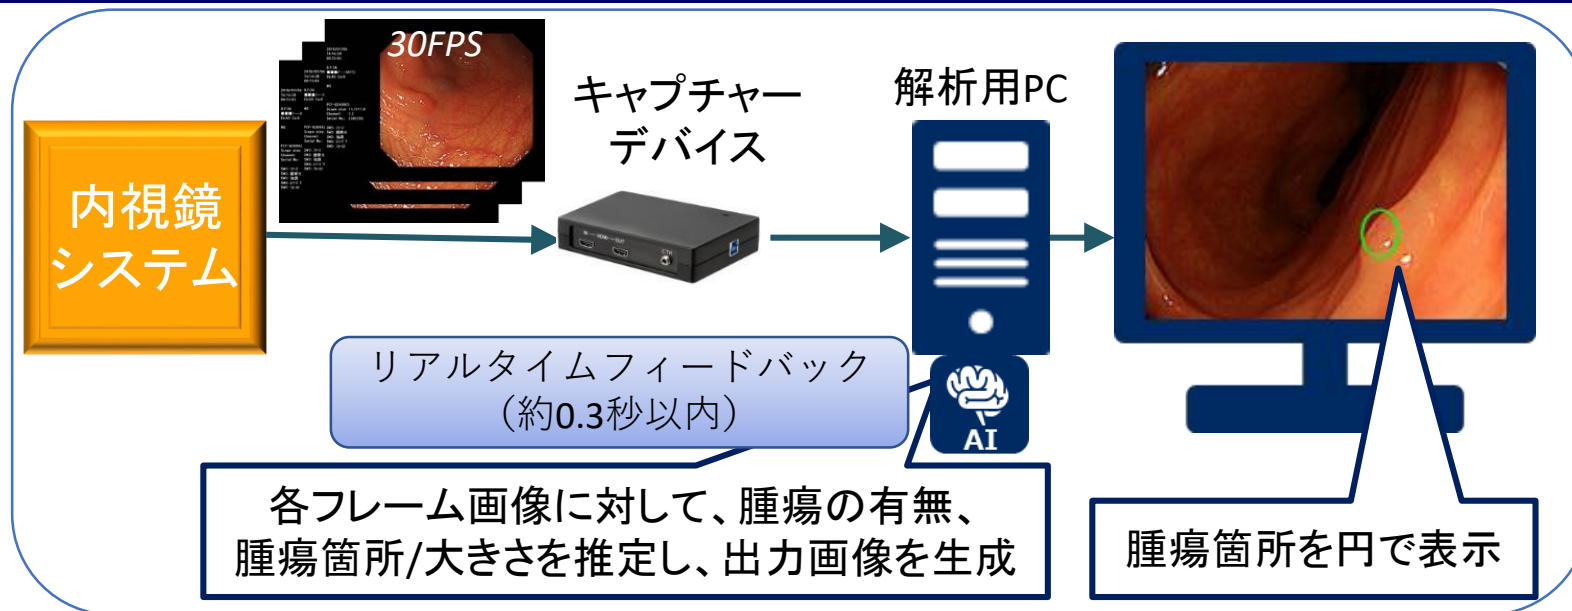 30FPS
キャプチャー
デバイス
解析用PC
内視鏡
システム
IN
HDMI
OUT
リアルタイムフィードバック
（約0.3秒以内）
AI
各フレーム画像に対して、腫瘍の有無、
腫瘍箇所/大きさを推定し、出力画像を生成
腫瘍箇所を円で表示